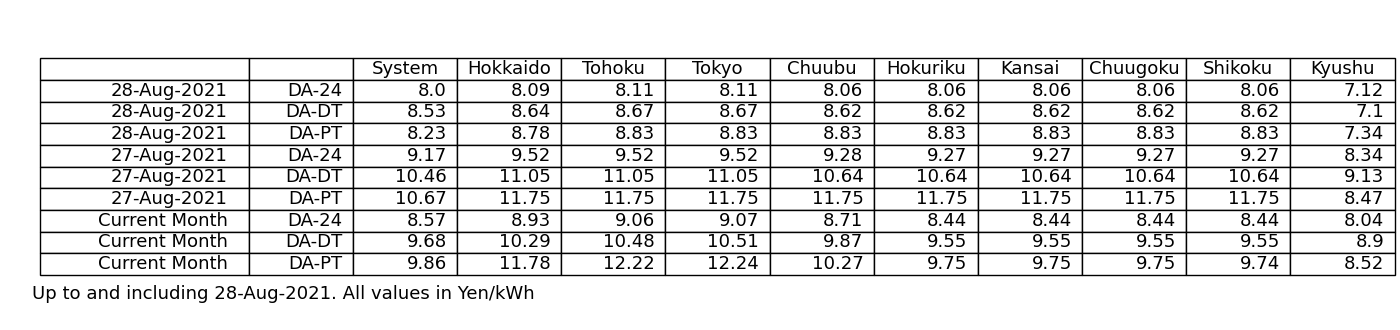 System Hokkaido Tohoku Tokyo Chuubu Hokuriku Kansai Chuugoku Shikoku Kyushu
28-Aug-2021 DA-24 8.0 8.09 8.11 8.11 8.06 8.06 8.06 8.06 8.06 7.12
28-Aug-2021 DA-DT 8.53 8.64 8.67 8.67 8.62 8.62 8.62 8.62 8.62 7.1
28-Aug-2021 DA-PT 8.23 8.78 8.83 8.83 8.83 8.83 8.83 8.83 8.83 7.34
27-Aug-2021 DA-24 9.17 9.52 9.52 9.52 9.28 9.27 9.27 9.27 9.27 8.34
27-Aug-2021 DA-DT 10.46 11.05 11.05 11.05 10.64 10.64 10.64 10.64 10.64 9.13
27-Aug-2021 DA-PT 10.67 11.75 11.75 11.75 11.75 11.75 11.75 11.75 11.75 8.47
Current Month DA-24 8.57 8.93 9.06 9.07 8.71 8.44 8.44 8.44 8.44 8.04
Current Month DA-DT 9.68 10.29 10.48 10.51 9.87 9.55 9.55 9.55 9.55 8.9
Current Month DA-PT 9.86 11.78 12.22 12.24 10.27 9.75 9.75 9.75 9.74 8.52
Up to and including 28-Aug-2021. All values in Yen/kWh